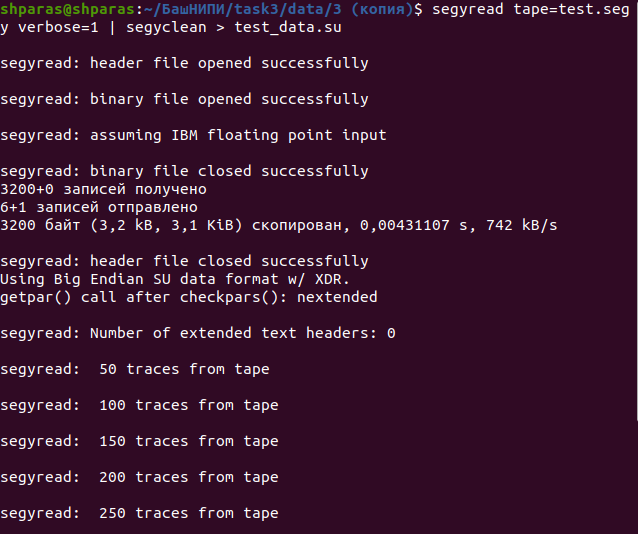 shparas@shparas:~/БашНИПИ/task3/data/3 (копия)$ segyread tape=test.seg
y verbose=1 | segyclean > test_data.su
segyread: header file opened successfully
segyread: binary file opened successfully
segyread: assuming IBM floating point input
segyread: binary file closed successfully
3200+0 записей получено
6+1 записей отправлено
3200 байт (3,2 kB, 3,1 KiB) скопирован, 0,00431107 s, 742 kB/s
segyread: header file closed successfully
Using Big Endian SU data format w/ XDR.
getpar() call after checkpars(): nextended
segyread: Number of extended text headers: 0
segyread:  50 traces from tape
segyread:  100 traces from tape
segyread:  150 traces from tape
segyread:  200 traces from tape
segyread:  250 traces from tape